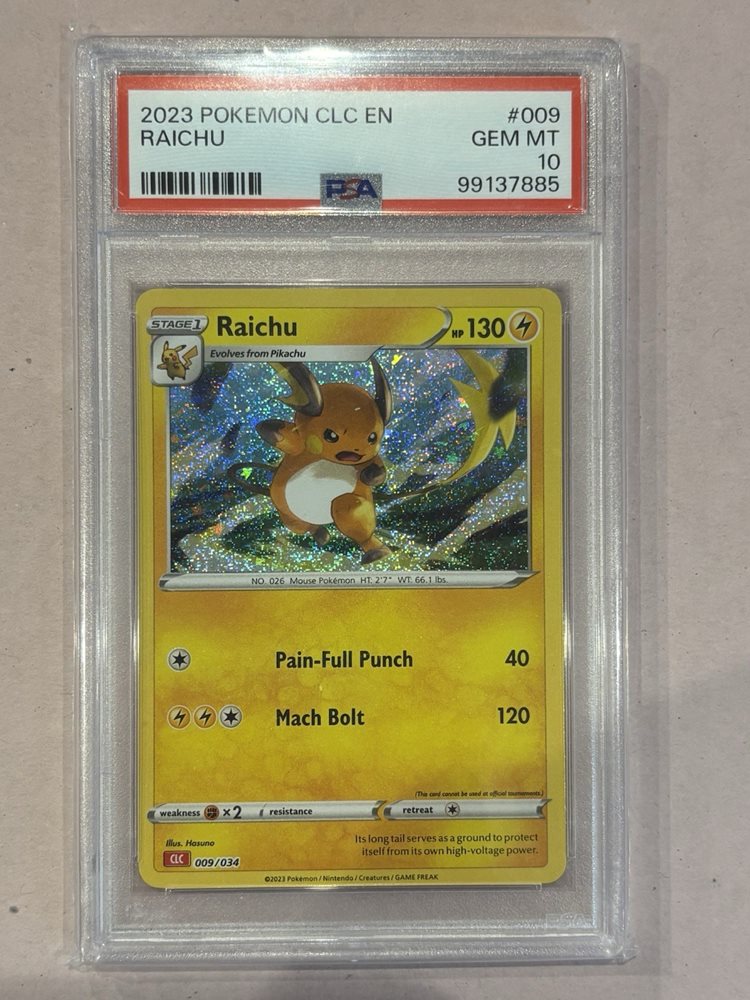 2023 POKEMON CLC EN #009
RAICHU GEM MT
10
PSA 99137885
STAGE 1 Raichu HP 130
Evolves from Pikachu
NO. 026 Mouse Pokémon HT: 2'7" WT: 66.1 lbs.
Pain-Full Punch 40
Mach Bolt 120
(This card cannot be used at official tournaments.)
weakness ×2 resistance retreat
Illus. Hasuno
Its long tail serves as a ground to protect
itself from its own high-voltage power.
CLC 009/034
©2023 Pokémon / Nintendo / Creatures / GAME FREAK
PSA